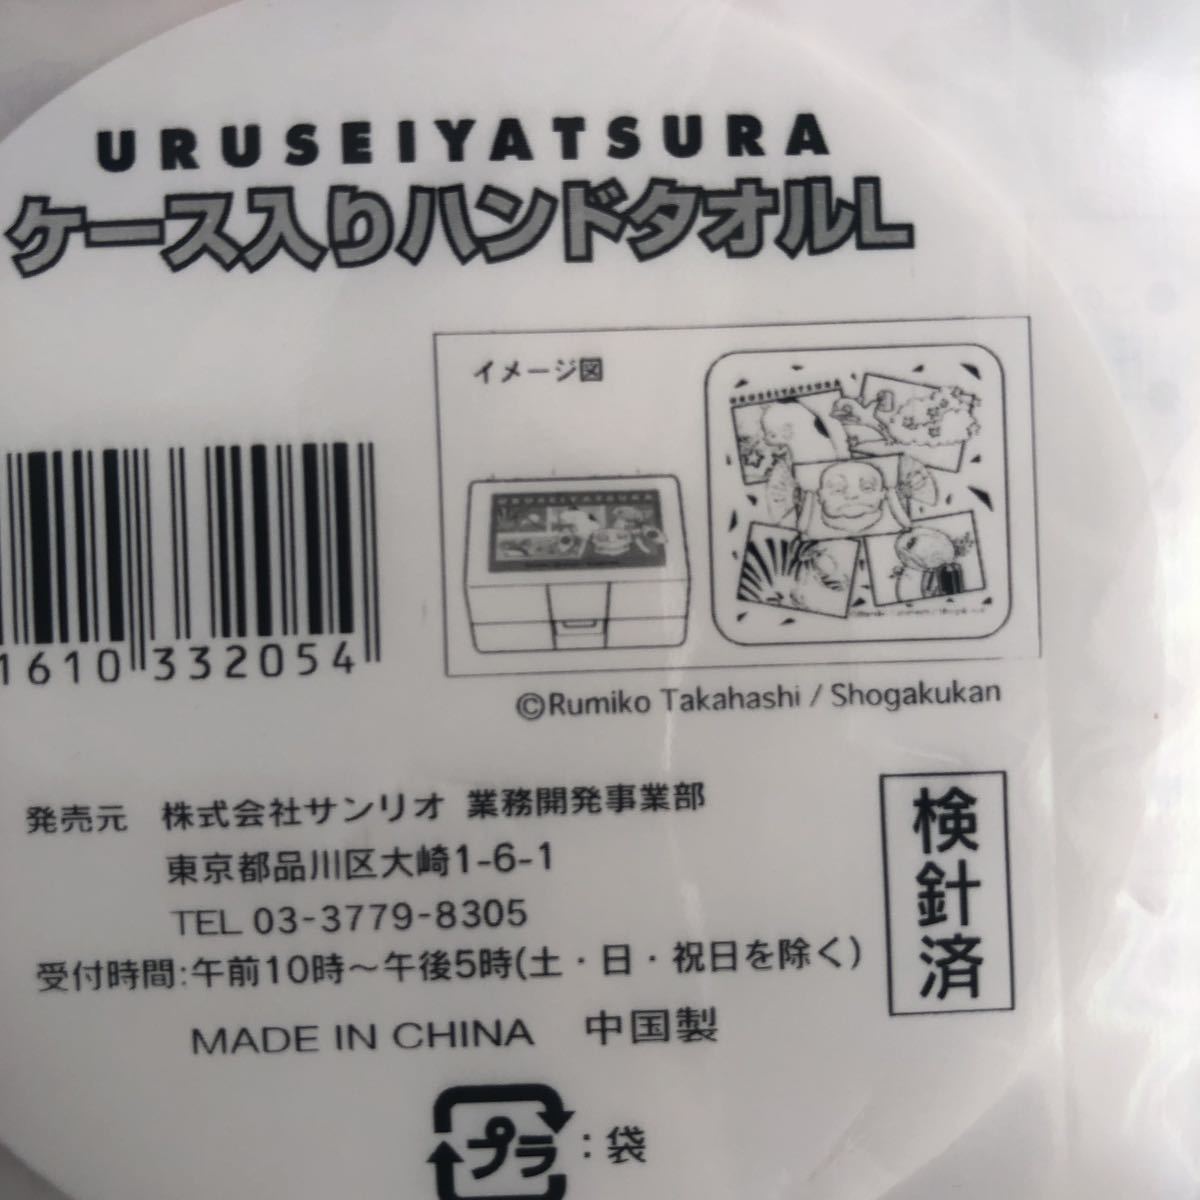 URUSEIYATSURA
ケース入りハンドタオルL
イメージ図
URUSEIYATSURA
URUSEIYATSURA
1610 332054
©Rumiko Takahashi / Shogakukan
発売元 株式会社サンリオ 業務開発事業部
東京都品川区大崎1-6-1
TEL 03-3779-8305
受付時間:午前10時～午後5時(土・日・祝日を除く)
MADE IN CHINA 中国製
検針済
プラ :袋